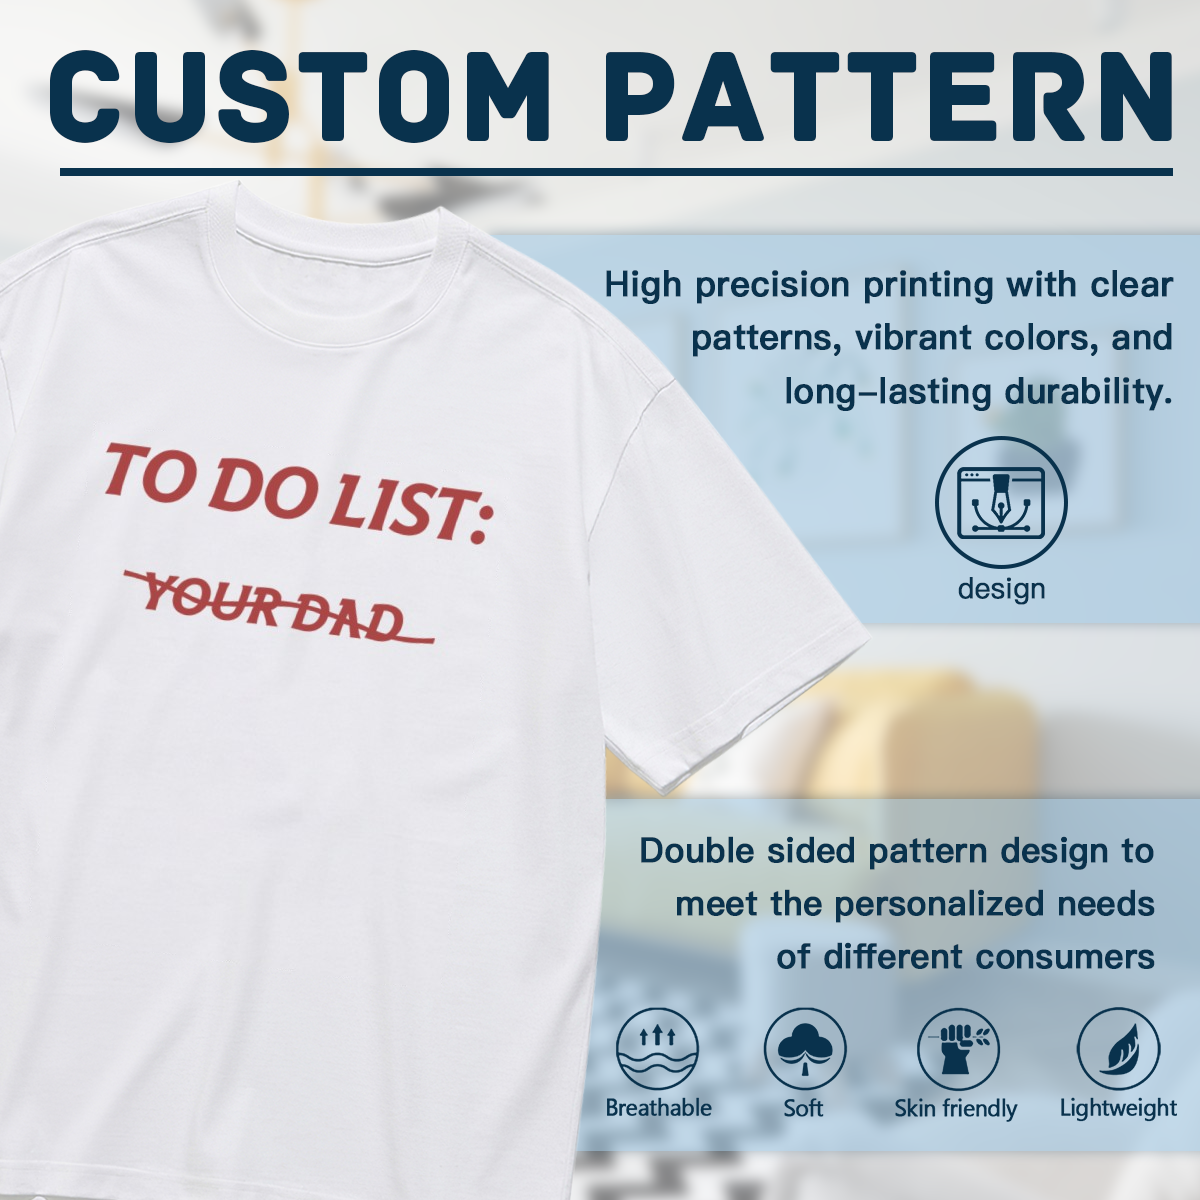 CUSTOM PATTERN
High precision printing with clear
patterns, vibrant colors, and
long-lasting durability.
design
TO DO LIST:
YOUR DAD
Double sided pattern design to
meet the personalized needs
of different consumers
Breathable
Soft
Skin friendly
Lightweight